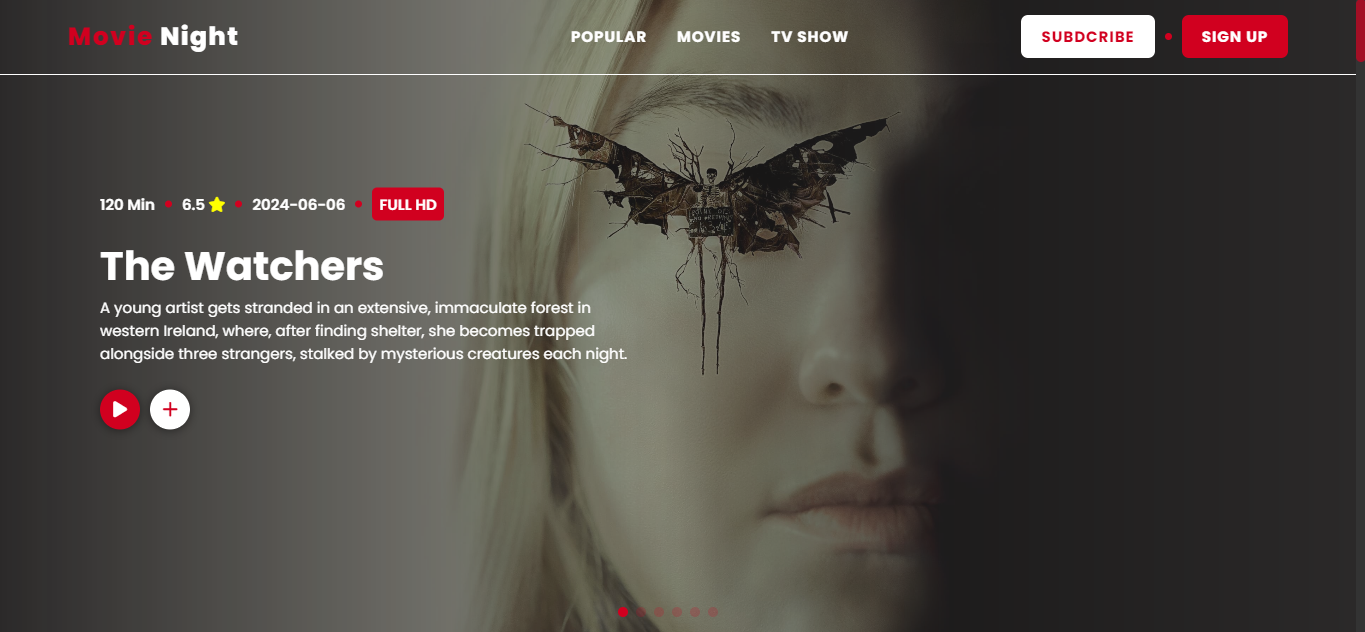 Movie Night
POPULAR MOVIES TV SHOW
SUBDCRIBE
SIGN UP
120 Min
6.5
2024-06-06
FULL HD
The Watchers
A young artist gets stranded in an extensive, immaculate forest in
western Ireland, where, after finding shelter, she becomes trapped
alongside three strangers, stalked by mysterious creatures each night.